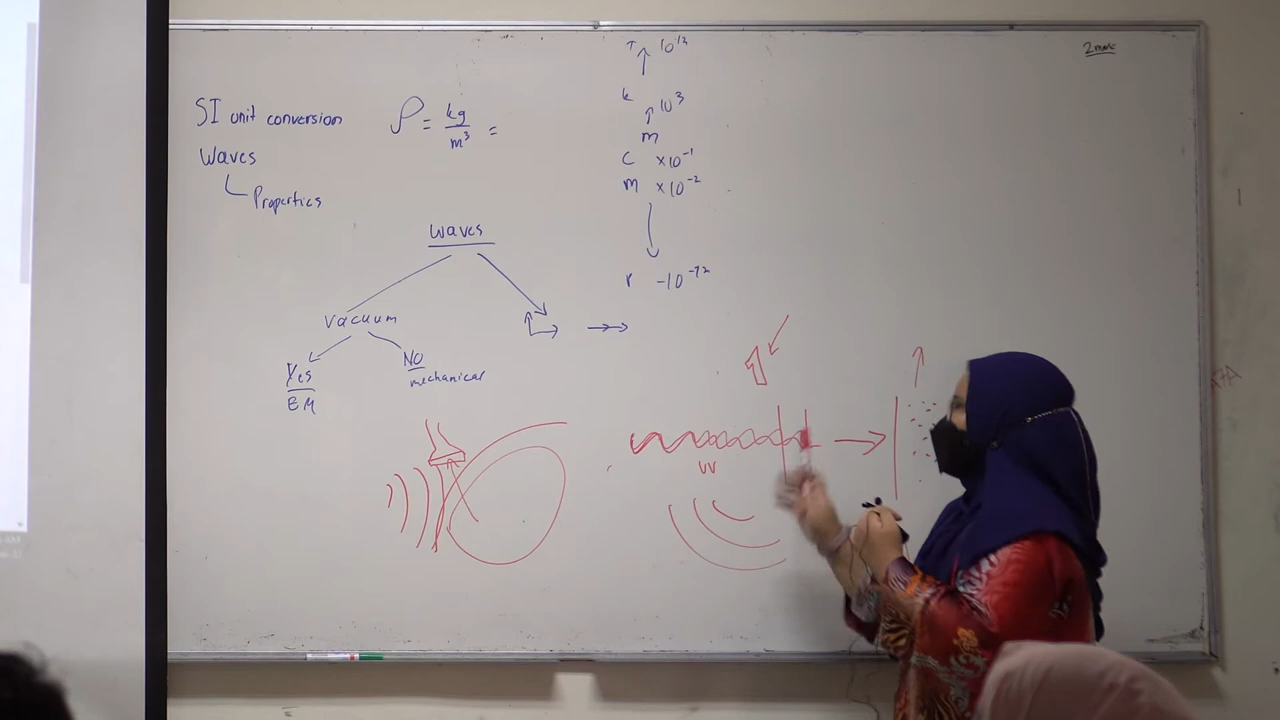 2 more
T 10¹²
k
10³
m
C ×10⁻¹
m ×10⁻²
-10⁻¹²
SI unit conversion
ρ = kg/m³ =
Waves
Properties
Waves
Vacuum
Yes
EM
NO
mechanical